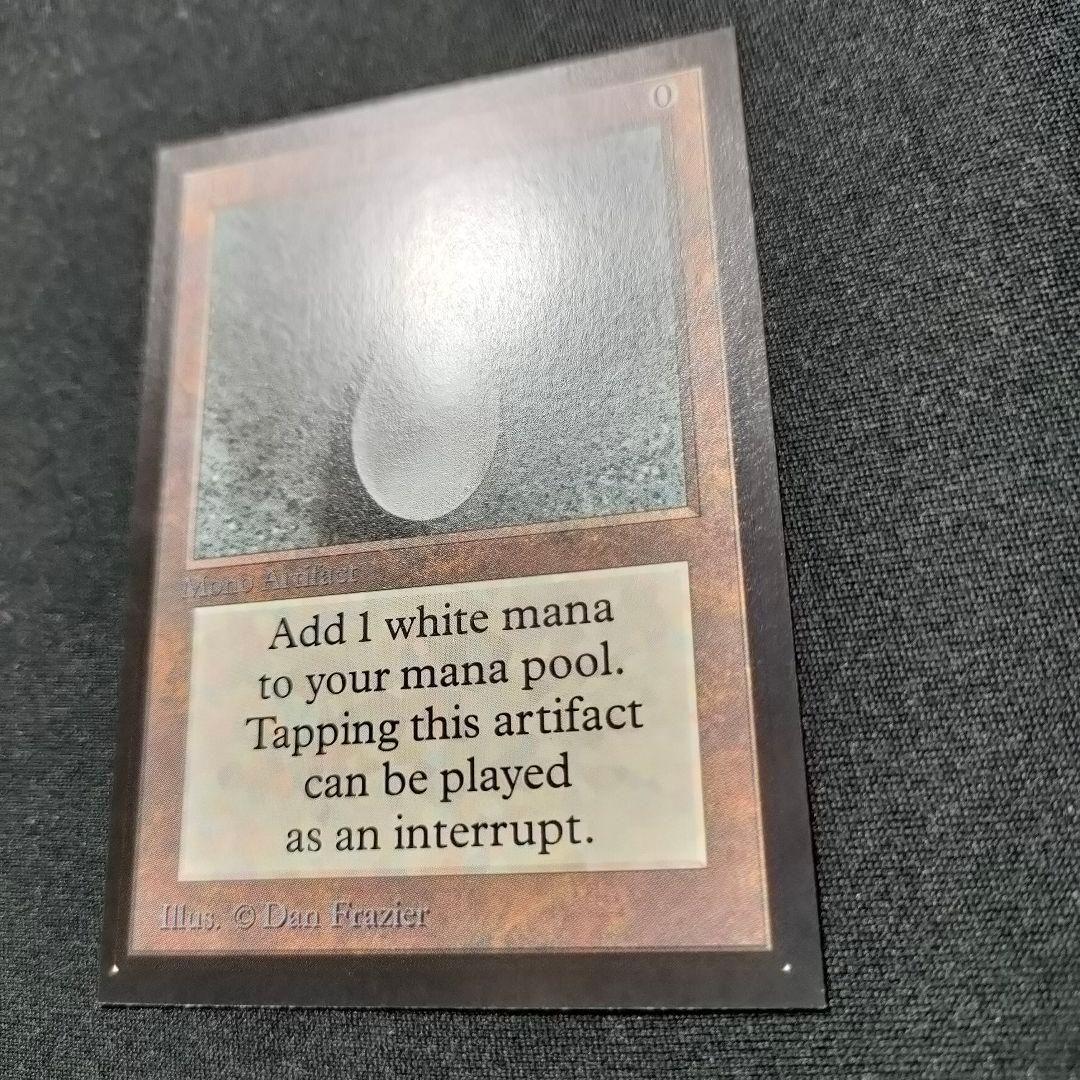 0
Mono Artifact
Add 1 white mana
to your mana pool.
Tapping this artifact
can be played
as an interrupt.
Illus. © Dan Frazier